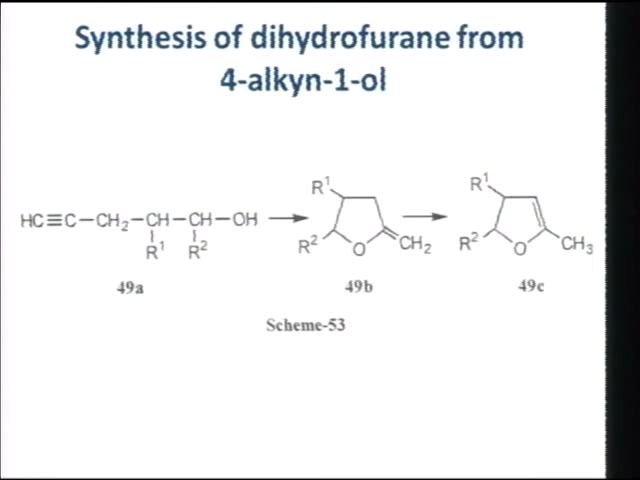 Synthesis of dihydrofurane from
4-alkyn-1-ol
HC≡C−CH₂−CH−CH−OH
R¹ R²
49a
R¹
R² O CH₂
49b
R¹
R² O CH₃
49c
Scheme-53